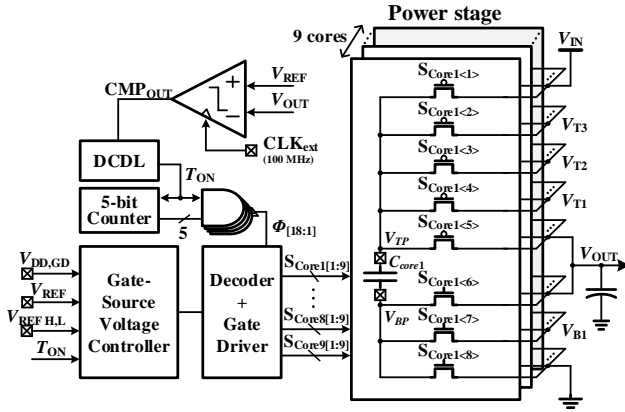 Power stage
9 cores
V_IN
CMP_OUT
V_REF
V_OUT
CLK_ext
(100 MHz)
DCDL
T_ON
5-bit
Counter
5
Φ[18:1]
V_DD,GD
V_REF
V_REF H,L
T_ON
Gate-
Source
Voltage
Controller
Decoder
+
Gate
Driver
S_Core1[1:9]
S_Core8[1:9]
S_Core9[1:9]
S_Core1<1>
S_Core1<2>
S_Core1<3>
S_Core1<4>
S_Core1<5>
V_TP
C_core1
V_BP
S_Core1<6>
S_Core1<7>
S_Core1<8>
V_T3
V_T2
V_T1
V_OUT
V_B1